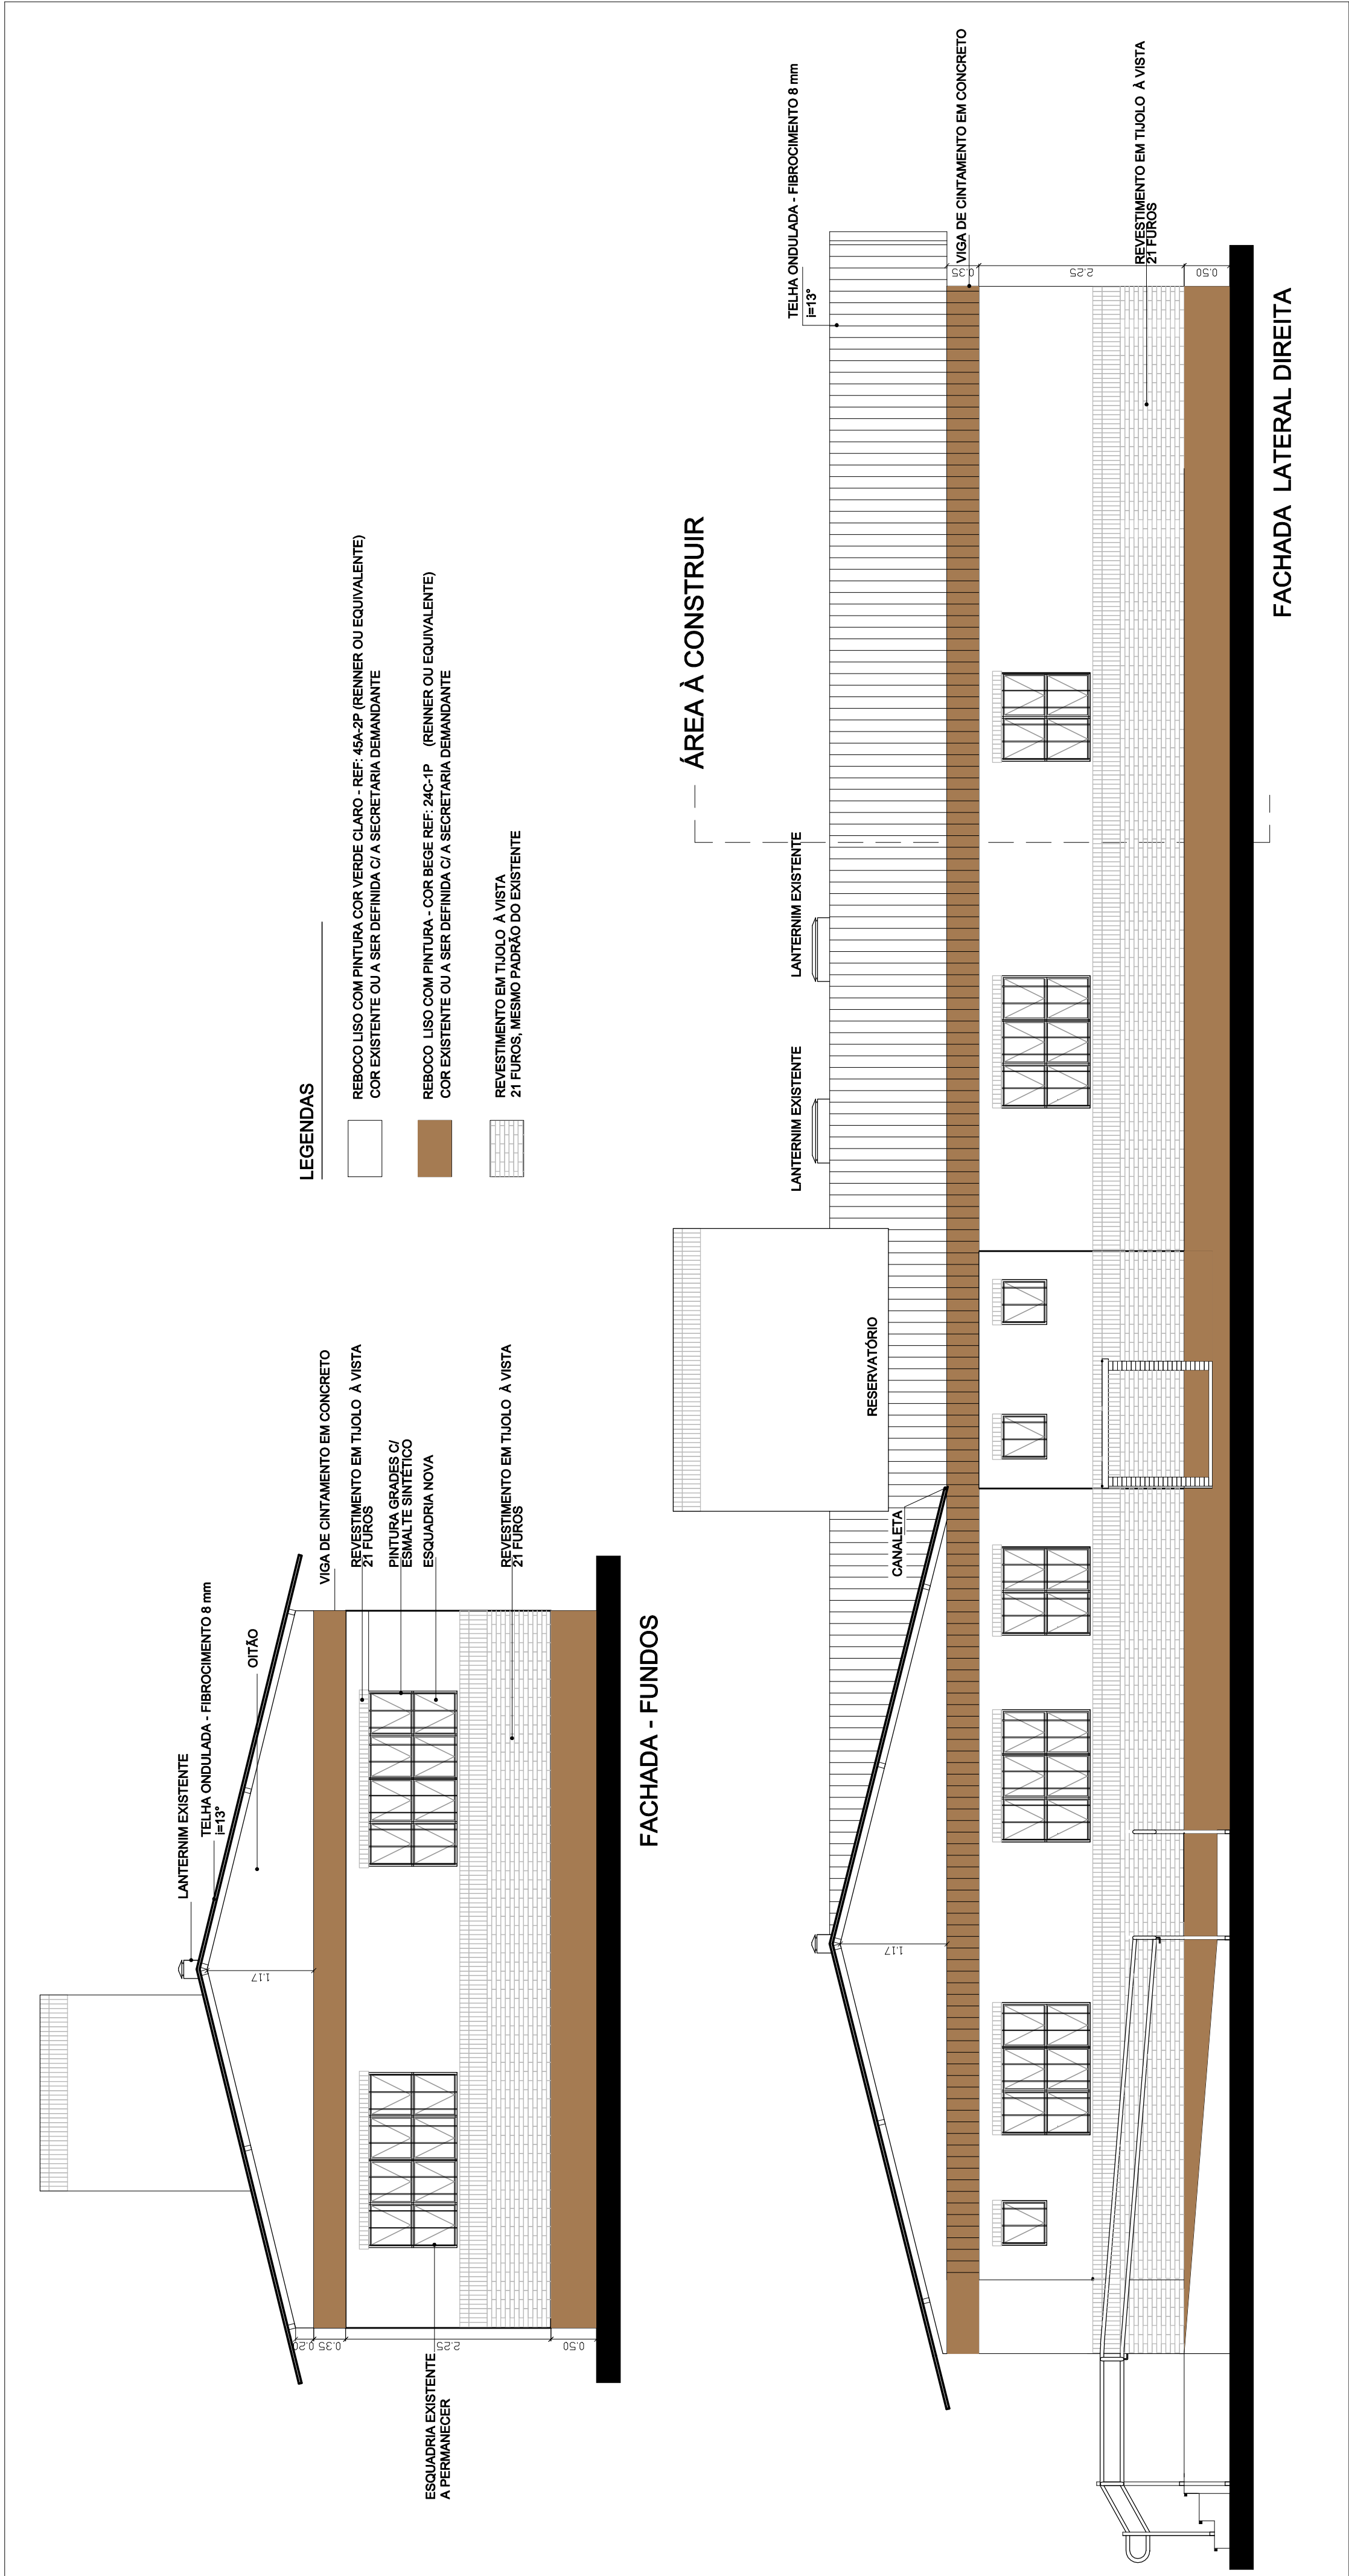 LANTERNIM EXISTENTE
TELHA ONDULADA - FIBROCIMENTO 8 mm
i=13°
OITÃO
VIGA DE CINTAMENTO EM CONCRETO
REVESTIMENTO EM TIJOLO À VISTA
21 FUROS
PINTURA GRADES C/
ESMALTE SINTÉTICO
ESQUADRIA NOVA
REVESTIMENTO EM TIJOLO À VISTA
21 FUROS
1.17
0.20
0.35
2.25
0.50
ESQUADRIA EXISTENTE
A PERMANECER
FACHADA - FUNDOS
LEGENDAS
REBOCO LISO COM PINTURA COR VERDE CLARO - REF: 45A-2P (RENNER OU EQUIVALENTE)
COR EXISTENTE OU A SER DEFINIDA C/ A SECRETARIA DEMANDANTE
REBOCO LISO COM PINTURA - COR BEGE REF: 24C-1P (RENNER OU EQUIVALENTE)
COR EXISTENTE OU A SER DEFINIDA C/ A SECRETARIA DEMANDANTE
REVESTIMENTO EM TIJOLO À VISTA
21 FUROS, MESMO PADRÃO DO EXISTENTE
ÁREA À CONSTRUIR
TELHA ONDULADA - FIBROCIMENTO 8 mm
i=13°
LANTERNIM EXISTENTE
LANTERNIM EXISTENTE
RESERVATÓRIO
CANALETA
1.17
VIGA DE CINTAMENTO EM CONCRETO
0.35
2.25
0.50
REVESTIMENTO EM TIJOLO À VISTA
21 FUROS
FACHADA LATERAL DIREITA